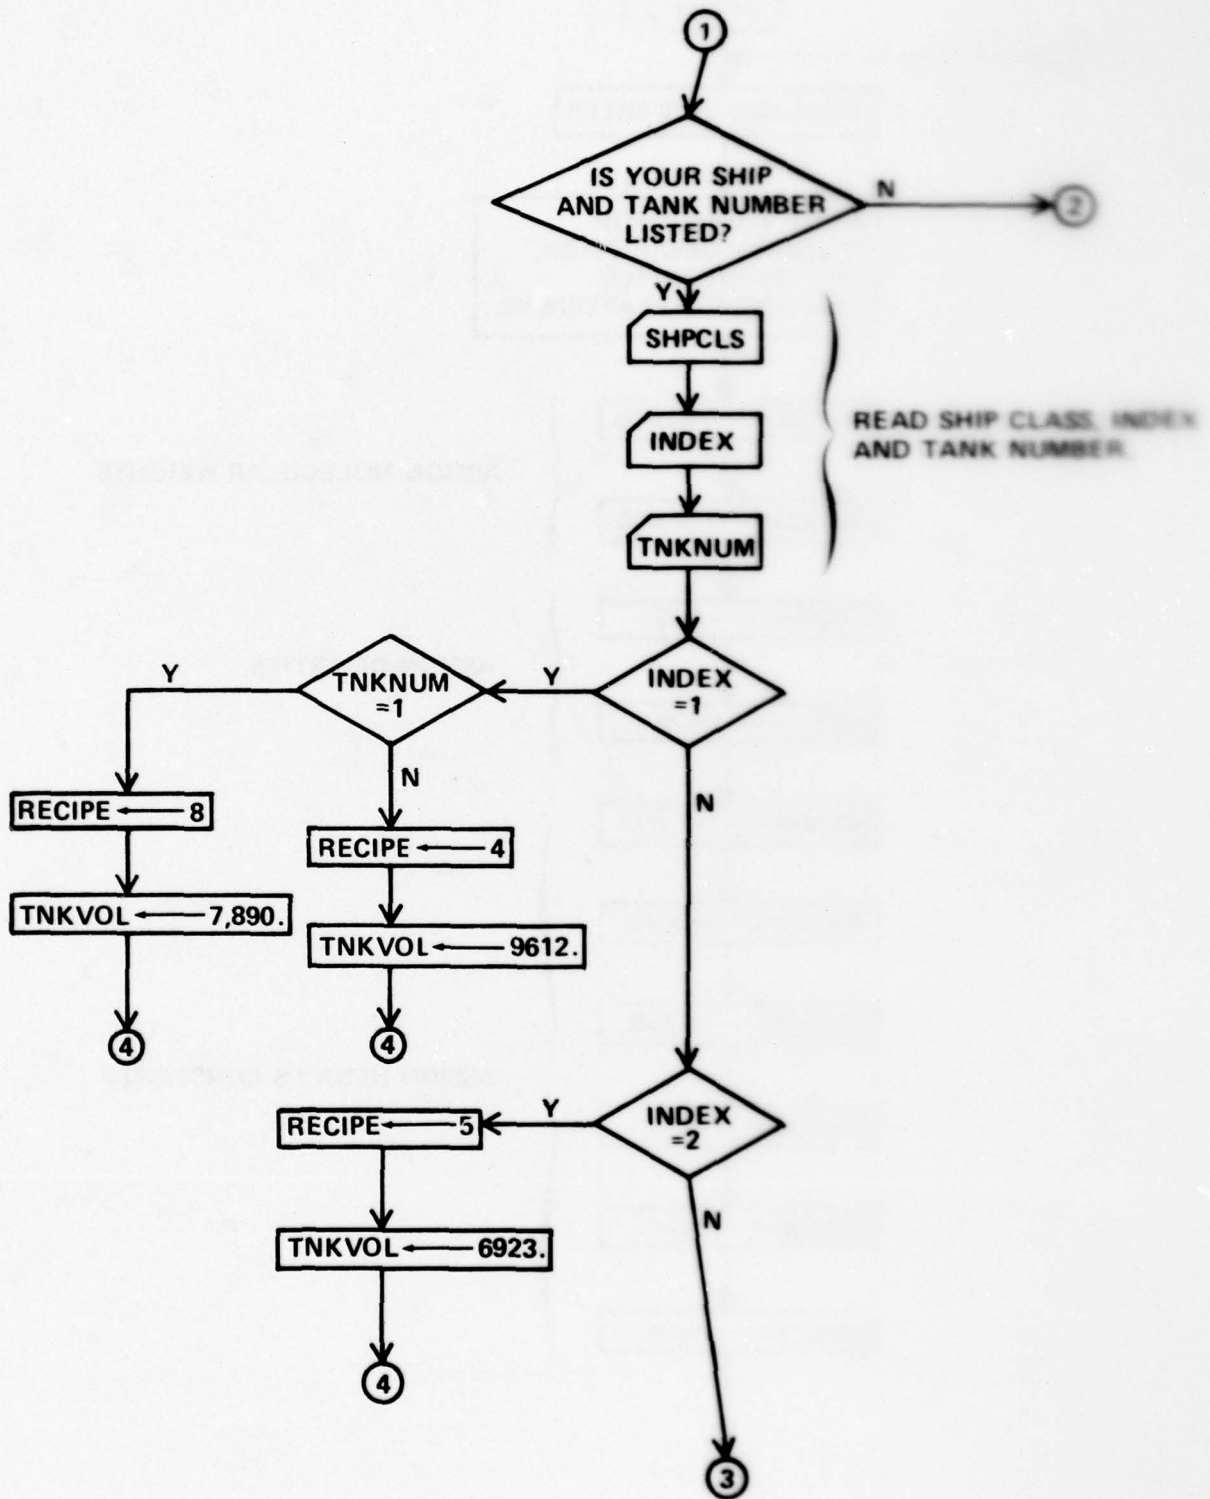 1
IS YOUR SHIP
AND TANK NUMBER
LISTED?
N
2
Y
SHPCLS
INDEX
TNKNUM
READ SHIP CLASS, INDEX
AND TANK NUMBER.
INDEX
=1
Y
TNKNUM
=1
Y
N
N
RECIPE ← 8
RECIPE ← 4
TNKVOL ← 7,890.
TNKVOL ← 9612.
4
4
INDEX
=2
Y
RECIPE ← 5
N
TNKVOL ← 6923.
4
3